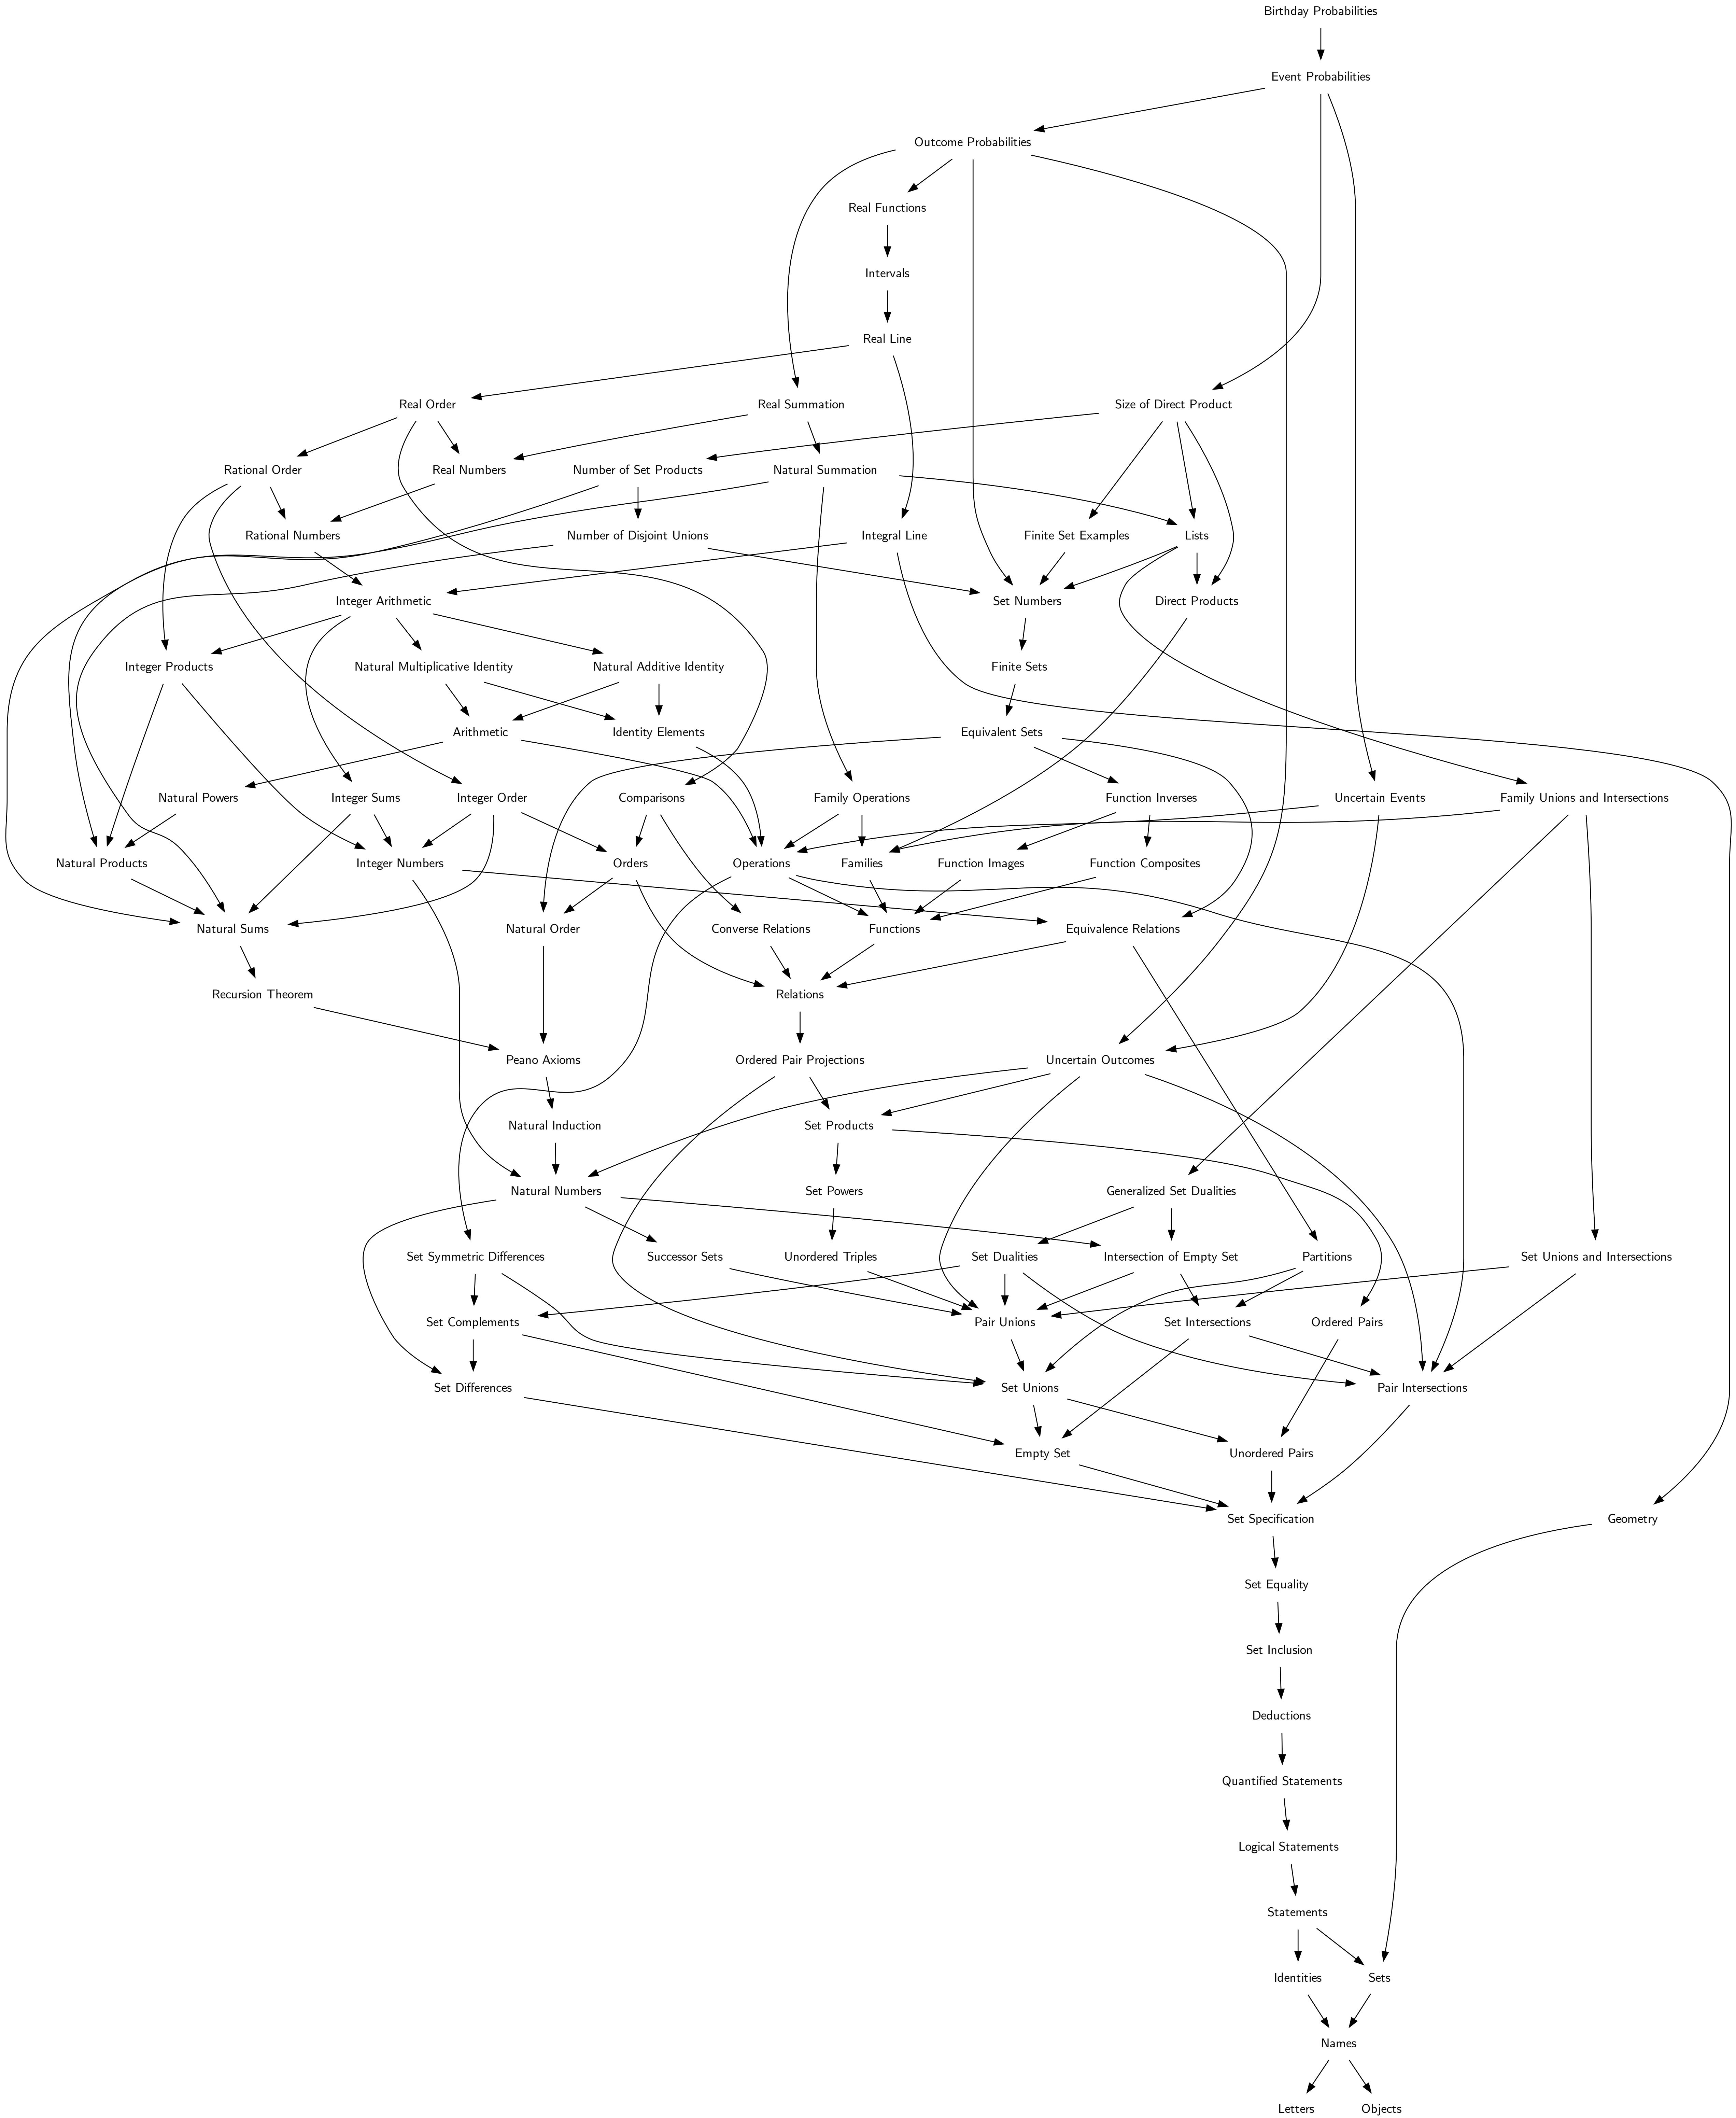 Birthday Probabilities
Event Probabilities
Outcome Probabilities
Real Functions
Intervals
Real Line
Real Order
Real Summation
Size of Direct Product
Rational Order
Real Numbers
Number of Set Products
Natural Summation
Rational Numbers
Number of Disjoint Unions
Integral Line
Finite Set Examples
Lists
Integer Arithmetic
Set Numbers
Direct Products
Integer Products
Natural Multiplicative Identity
Natural Additive Identity
Finite Sets
Arithmetic
Identity Elements
Equivalent Sets
Natural Powers
Integer Sums
Integer Order
Comparisons
Family Operations
Function Inverses
Uncertain Events
Family Unions and Intersections
Natural Products
Integer Numbers
Orders
Operations
Families
Function Images
Function Composites
Natural Sums
Natural Order
Converse Relations
Functions
Equivalence Relations
Recursion Theorem
Relations
Peano Axioms
Ordered Pair Projections
Uncertain Outcomes
Natural Induction
Set Products
Natural Numbers
Set Powers
Generalized Set Dualities
Set Symmetric Differences
Successor Sets
Unordered Triples
Set Dualities
Intersection of Empty Set
Partitions
Set Unions and Intersections
Set Complements
Pair Unions
Set Intersections
Ordered Pairs
Set Differences
Set Unions
Pair Intersections
Empty Set
Unordered Pairs
Set Specification
Geometry
Set Equality
Set Inclusion
Deductions
Quantified Statements
Logical Statements
Statements
Identities
Sets
Names
Letters
Objects